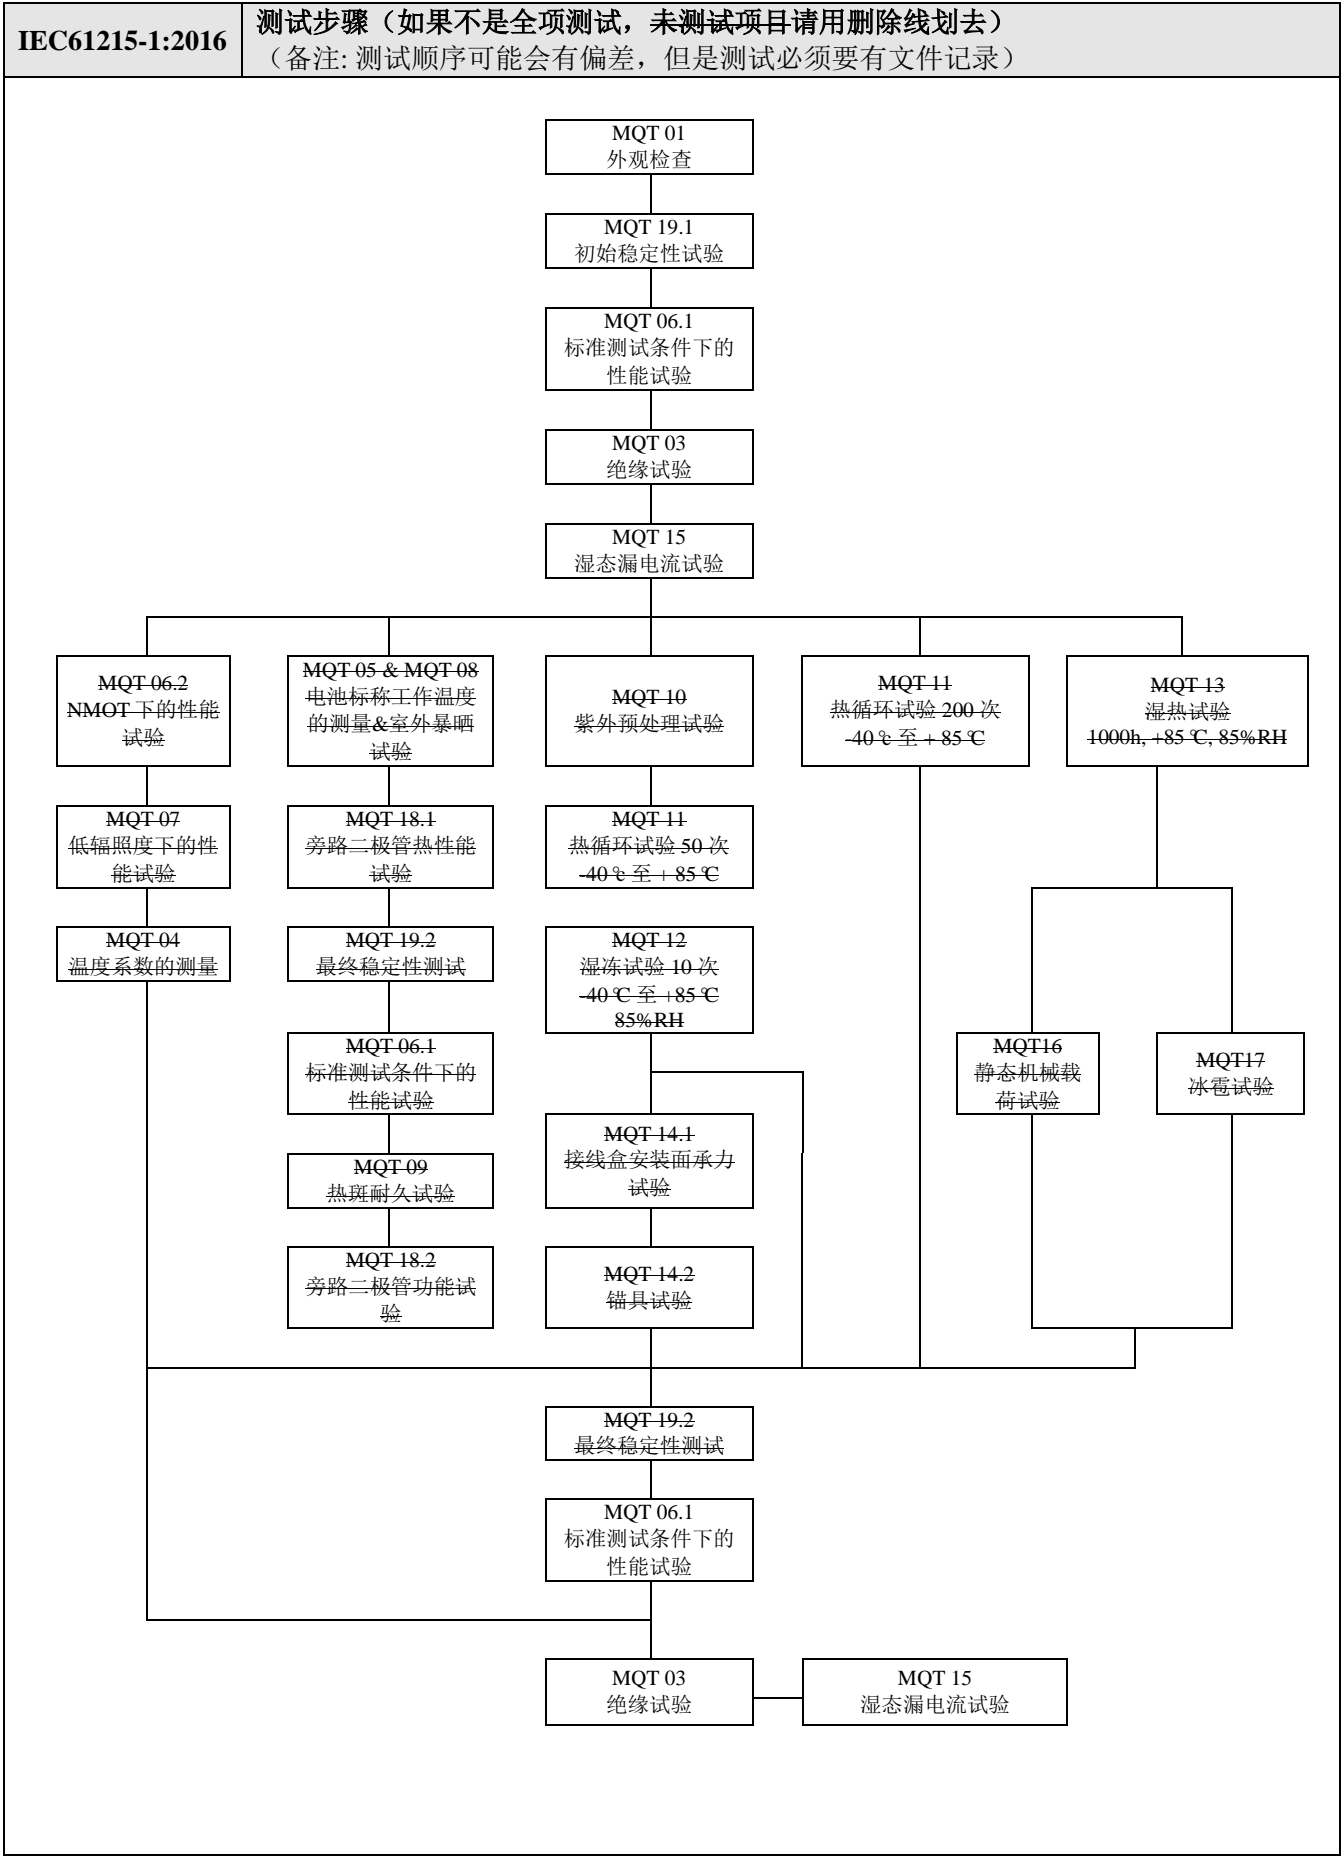 IEC61215-1:2016
测试步骤（如果不是全项测试，未测试项目请用删除线划去）
（备注: 测试顺序可能会有偏差，但是测试必须要有文件记录）
MQT 01
外观检查
MQT 19.1
初始稳定性试验
MQT 06.1
标准测试条件下的
性能试验
MQT 03
绝缘试验
MQT 15
湿态漏电流试验
MQT 06.2
NMOT 下的性能
试验
MQT 05 & MQT 08
电池标称工作温度
的测量&室外暴晒
试验
MQT 10
紫外预处理试验
MQT 11
热循环试验 200 次
-40 ℃ 至 + 85 ℃
MQT 13
湿热试验
1000h, +85 ℃, 85%RH
MQT 07
低辐照度下的性
能试验
MQT 18.1
旁路二极管热性能
试验
MQT 11
热循环试验 50 次
-40 ℃ 至 + 85 ℃
MQT 04
温度系数的测量
MQT 19.2
最终稳定性测试
MQT 12
湿冻试验 10 次
-40 ℃ 至 +85 ℃
85%RH
MQT 06.1
标准测试条件下的
性能试验
MQT16
静态机械载
荷试验
MQT17
冰雹试验
MQT 09
热斑耐久试验
MQT 14.1
接线盒安装面承力
试验
MQT 18.2
旁路二极管功能试
验
MQT 14.2
锚具试验
MQT 19.2
最终稳定性测试
MQT 06.1
标准测试条件下的
性能试验
MQT 03
绝缘试验
MQT 15
湿态漏电流试验